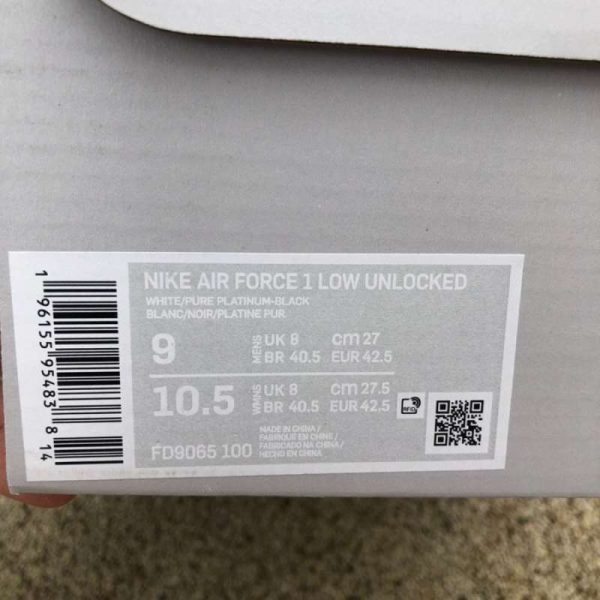 NIKE AIR FORCE 1 LOW UNLOCKED
WHITE/PURE PLATINUM-BLACK
BLANC/NOIR/PLATINE PUR
9 MENS UK 8 cm 27
BR 40.5 EUR 42.5
10.5 WMNS UK 8 cm 27.5
BR 40.5 EUR 42.5
FD9065 100
MADE IN CHINA /
FABRIQUE EN CHINE /
FABRICADO NA CHINA /
HECHO EN CHINA
1 96155 95483 8 14